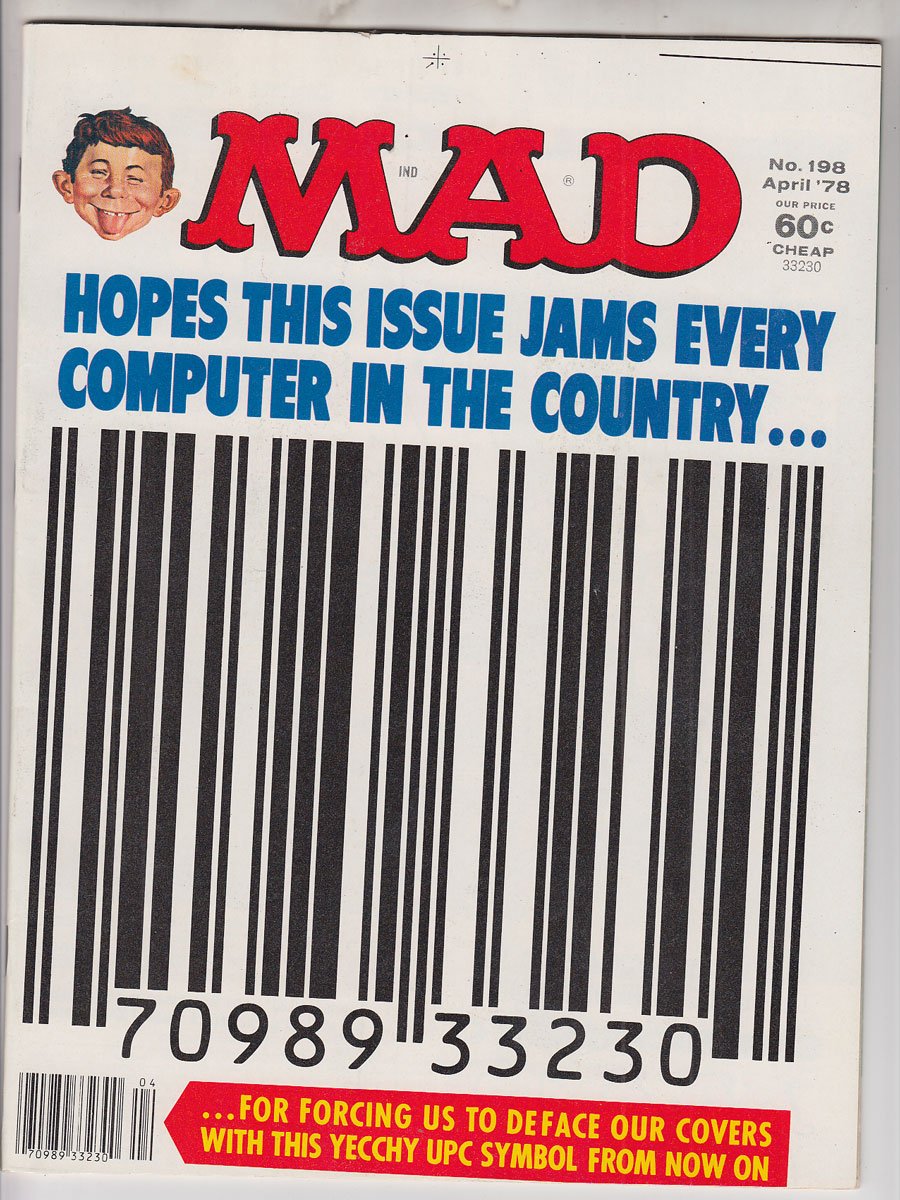 MAD
IND
®
No. 198
April '78
OUR PRICE
60c
CHEAP
33230
HOPES THIS ISSUE JAMS EVERY
COMPUTER IN THE COUNTRY...
70989 33230
04
70989 33230
...FOR FORCING US TO DEFACE OUR COVERS
WITH THIS YECCHY UPC SYMBOL FROM NOW ON